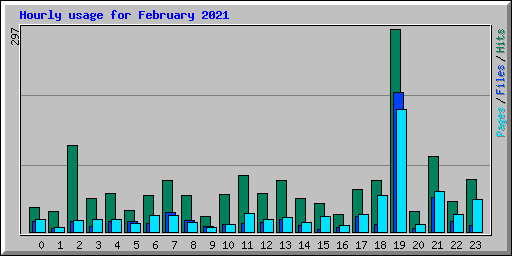 Hourly usage for February 2021
297
Pages/Files/Hits
0 1 2 3 4 5 6 7 8 9 10 11 12 13 14 15 16 17 18 19 20 21 22 23